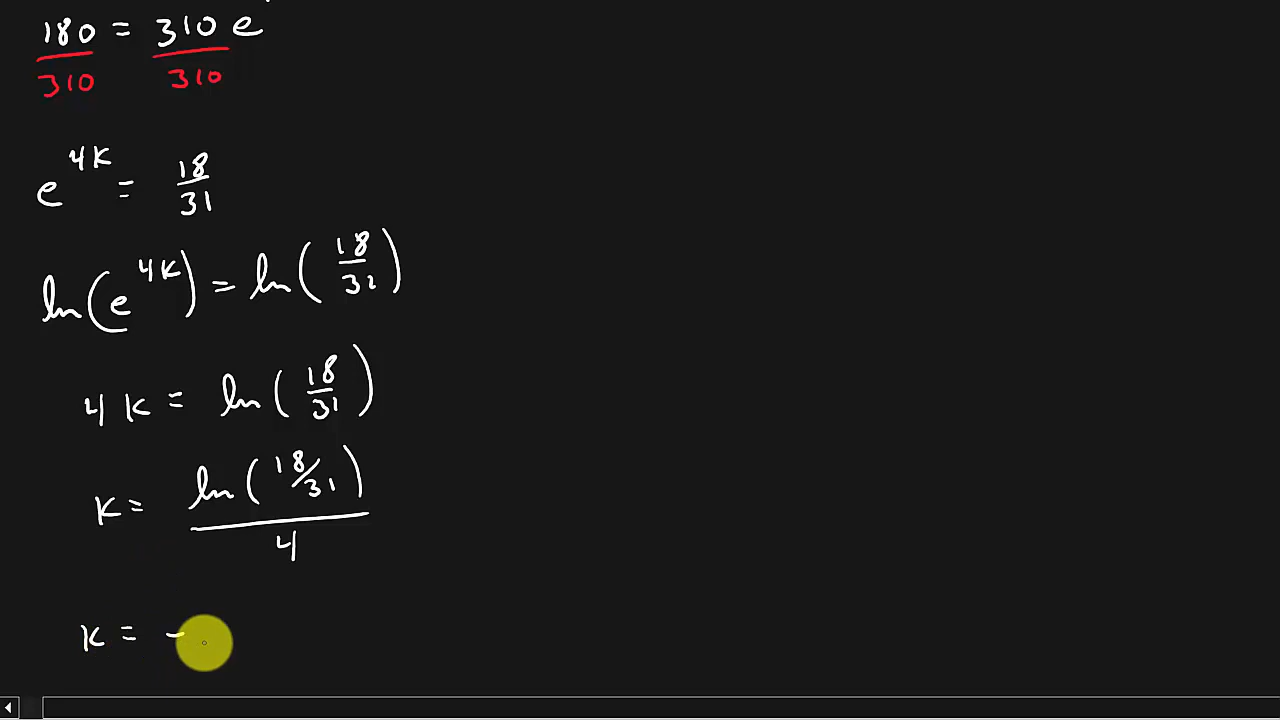 180 = 310 e
310 310
e^4K = 18/31
ln(e^4K) = ln(18/31)
4K = ln(18/31)
K = ln(18/31)/4
K = -